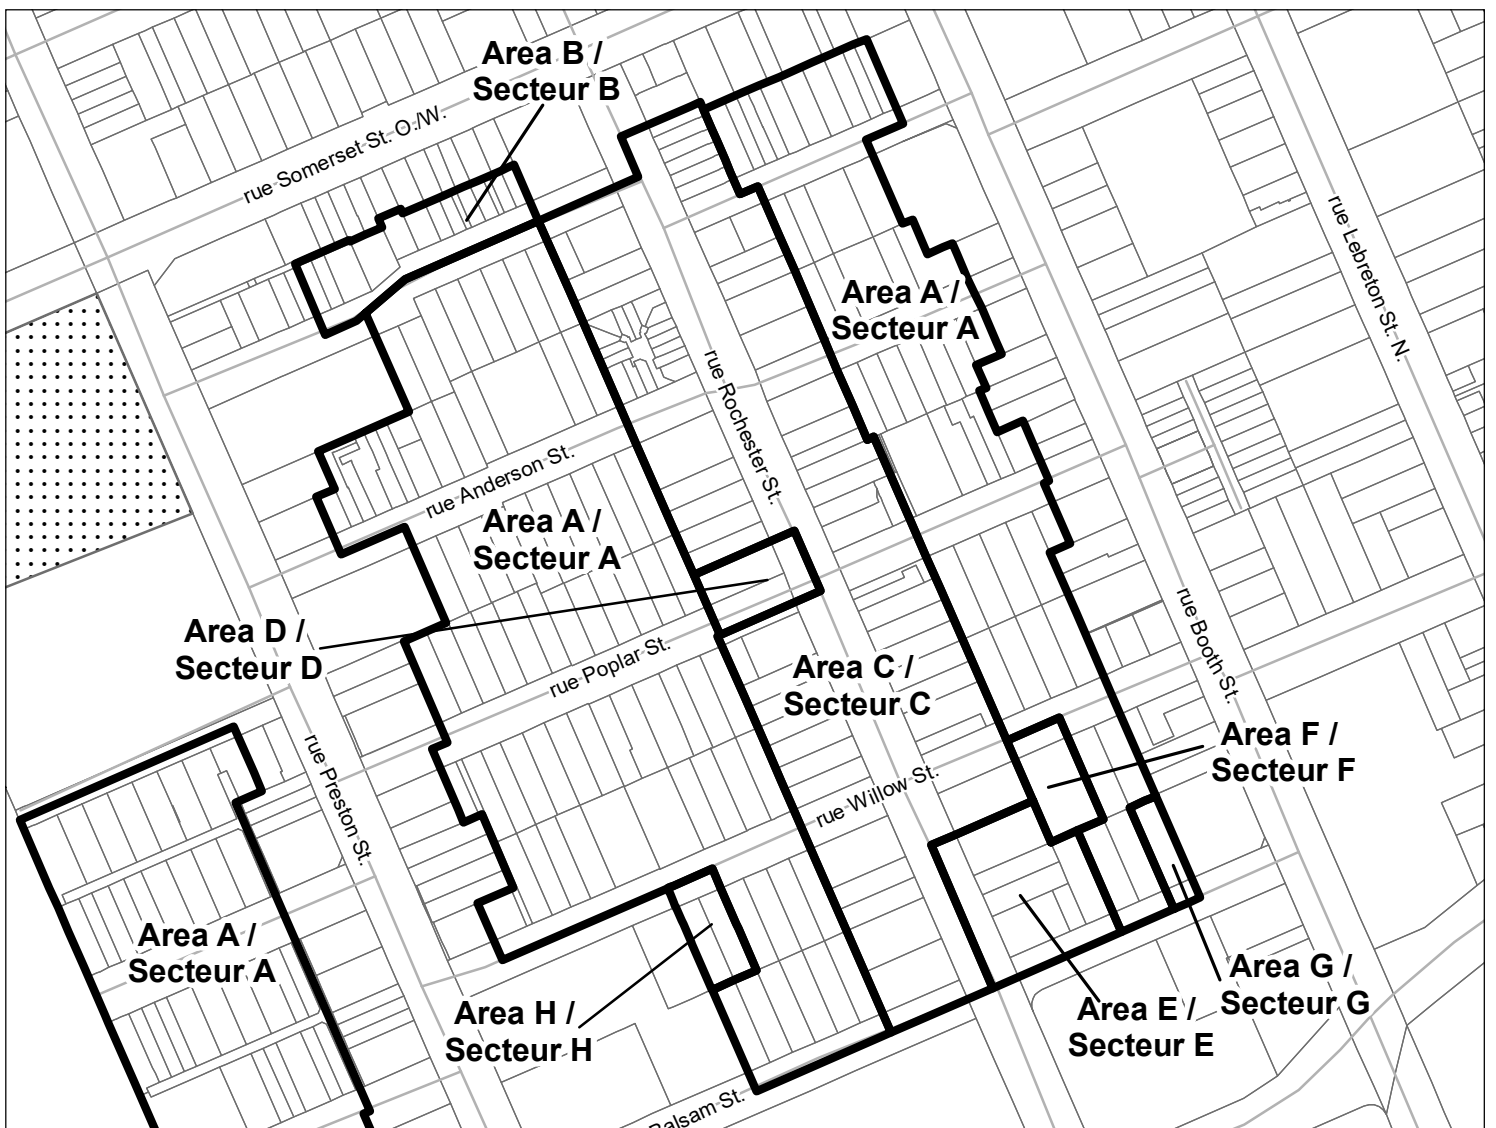 Area B /
Secteur B
rue Somerset St. O./W.
rue Lebreton St. N.
Area A /
Secteur A
rue Rochester St.
rue Anderson St.
Area A /
Secteur A
Area D /
Secteur D
rue Poplar St.
Area C /
Secteur C
rue Booth St.
rue Preston St.
Area F /
Secteur F
rue Willow St.
Area A /
Secteur A
Area H /
Secteur H
Area G /
Secteur G
Area E /
Secteur E
Balsam St.